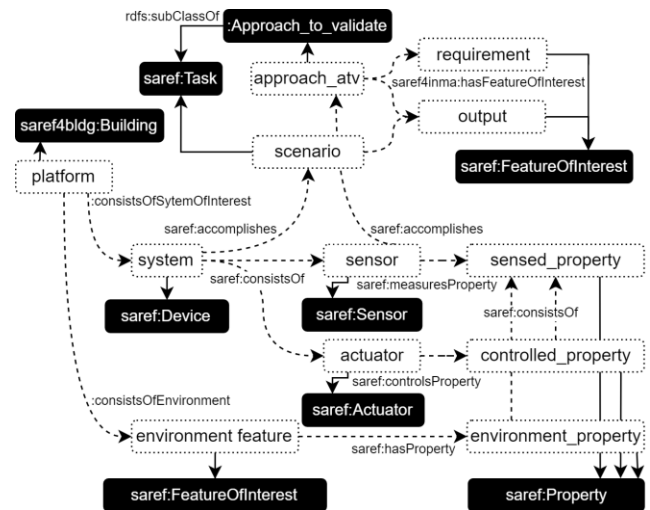 rdfs:subClassOf
:Approach_to_validate
requirement
saref:Task
approach_atv
saref4inma:hasFeatureOfInterest
saref4bldg:Building
output
scenario
saref:FeatureOfInterest
platform
:consistsOfSytemOfInterest
saref:accomplishes
saref:accomplishes
system
sensor
sensed_property
saref:consistsOf
saref:measuresProperty
saref:Device
saref:Sensor
saref:consistsOf
actuator
controlled_property
saref:controlsProperty
:consistsOfEnvironment
saref:Actuator
environment feature
environment_property
saref:hasProperty
saref:FeatureOfInterest
saref:Property